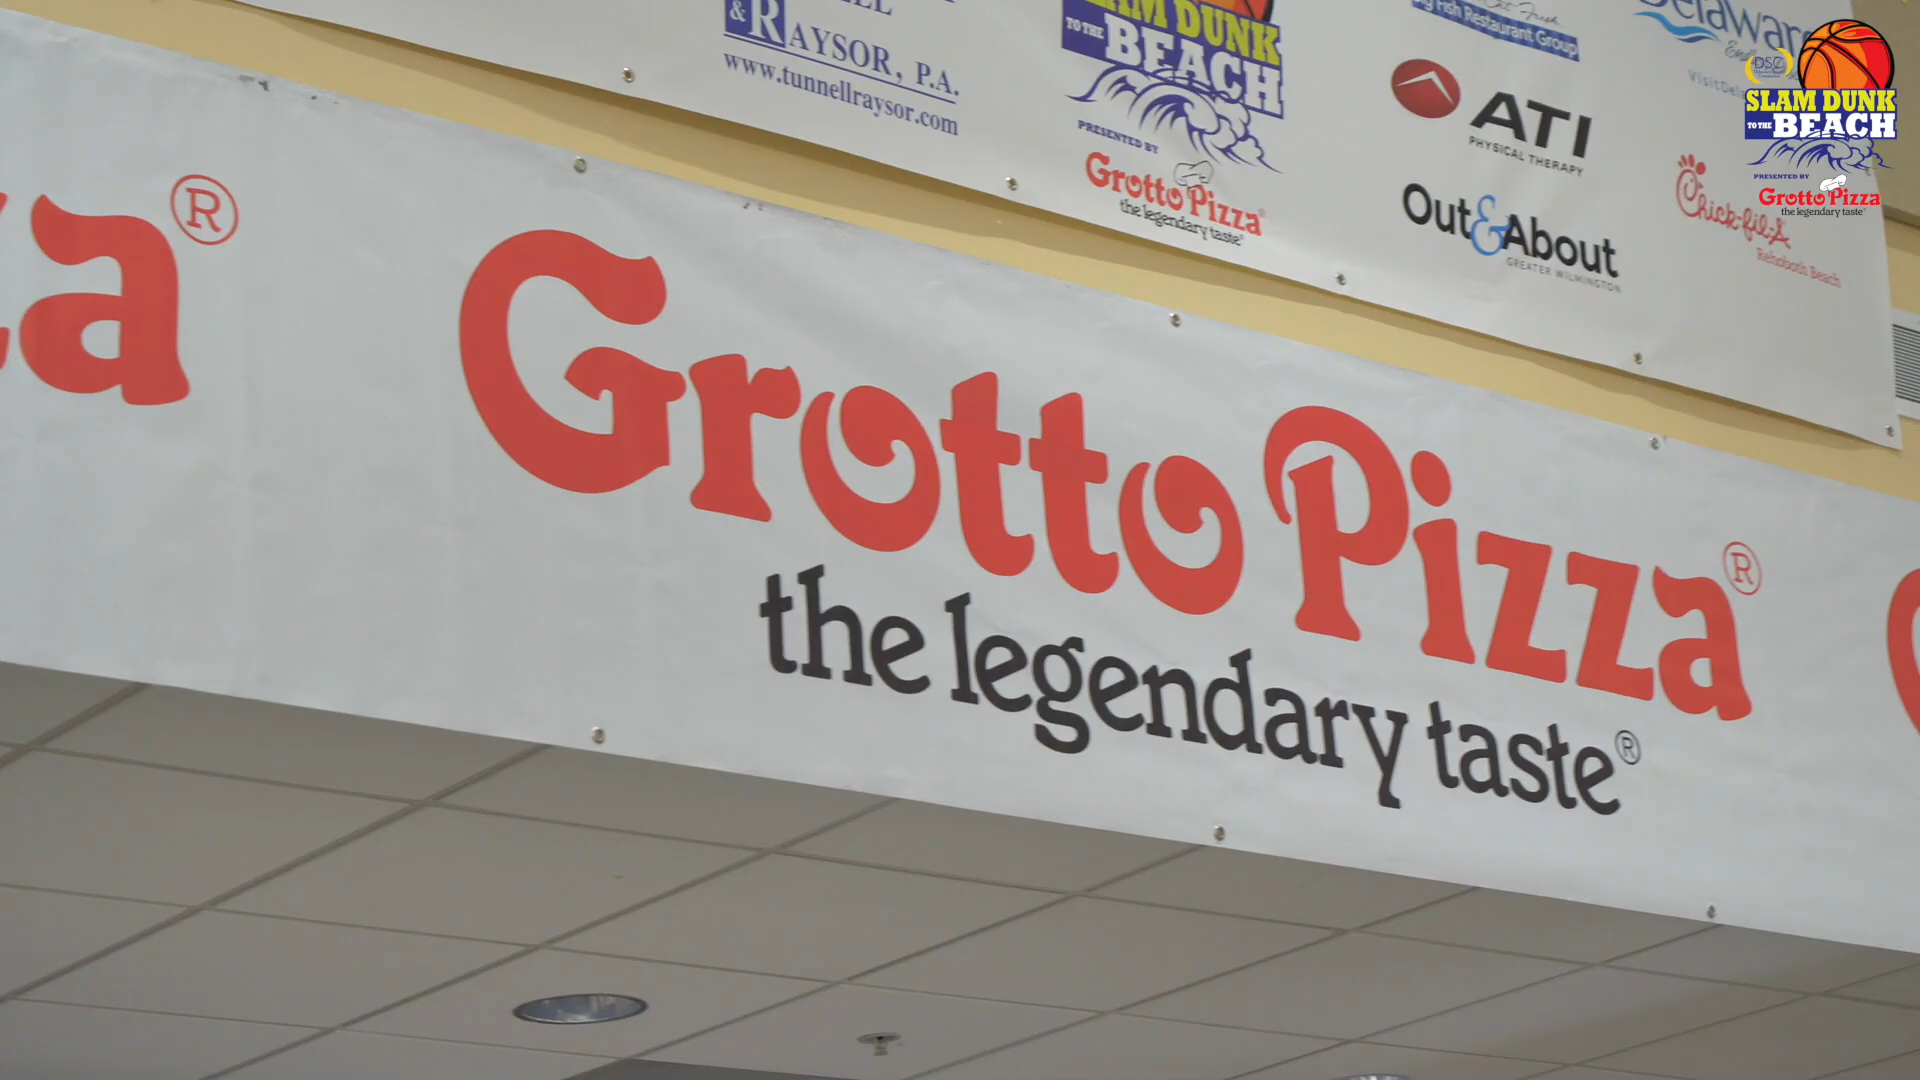 & RAYSOR, P.A.
www.tunnellraysor.com
SLAM DUNK
TO THE BEACH
PRESENTED BY
Grotto Pizza®
the legendary taste®
Restaurant Group
ATI
PHYSICAL THERAPY
Out&About
GREATER WILMINGTON
Delaware
Chick-fil-A
Rehoboth Beach
DSC
SLAM DUNK
TO THE BEACH
PRESENTED BY
Grotto Pizza
the legendary taste®
za®
Grotto Pizza®
the legendary taste®